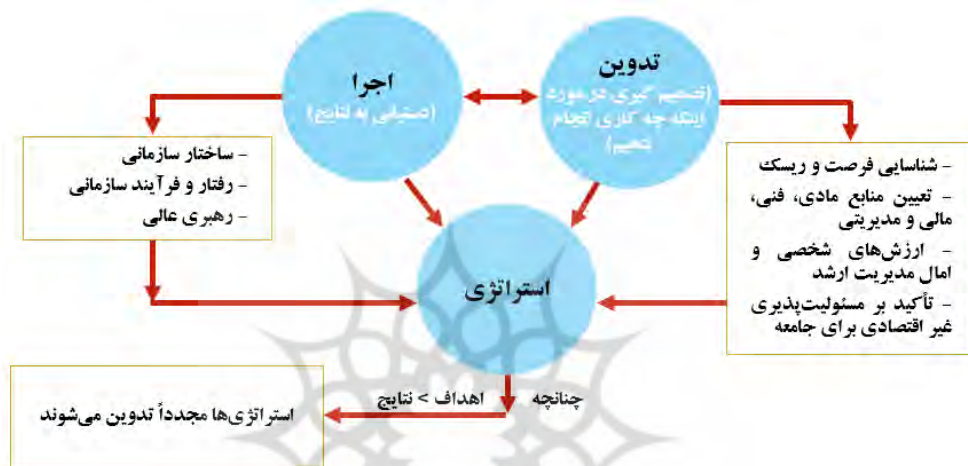 تدوین
(تصمیم گیری در مورد
اینکه چه کاری انجام
دهیم)
اجرا
(دستیابی به نتایج)
- شناسایی فرصت و ریسک
- تعیین منابع مادی، فنی،
مالی و مدیریتی
- ارزش‌های شخصی و
امال مدیریت ارشد
- تأکید بر مسئولیت‌پذیری
غیر اقتصادی برای جامعه
- ساختار سازمانی
- رفتار و فرآیند سازمانی
- رهبری عالی
استراتژی
چنانچه
اهداف > نتایج
استراتژی‌ها مجدداً تدوین می‌شوند